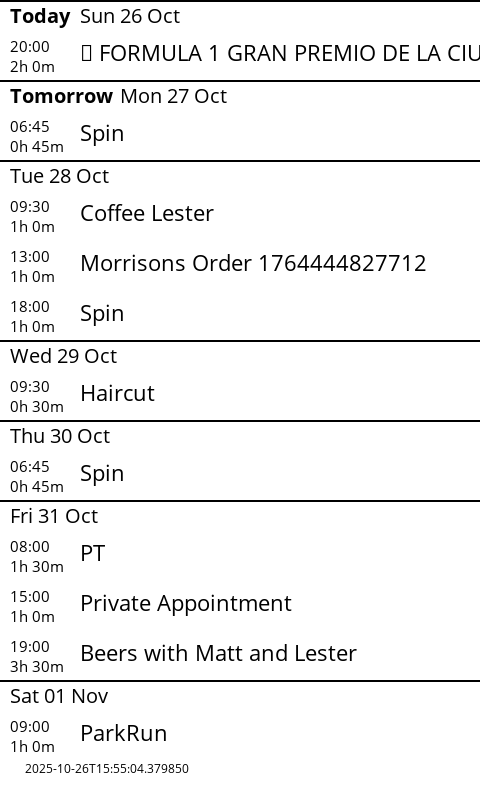 Today Sun 26 Oct
20:00
2h 0m
▯ FORMULA 1 GRAN PREMIO DE LA CIU
Tomorrow Mon 27 Oct
06:45
0h 45m
Spin
Tue 28 Oct
09:30
1h 0m
Coffee Lester
13:00
1h 0m
Morrisons Order 1764444827712
18:00
1h 0m
Spin
Wed 29 Oct
09:30
0h 30m
Haircut
Thu 30 Oct
06:45
0h 45m
Spin
Fri 31 Oct
08:00
1h 30m
PT
15:00
1h 0m
Private Appointment
19:00
3h 30m
Beers with Matt and Lester
Sat 01 Nov
09:00
1h 0m
ParkRun
2025-10-26T15:55:04.379850